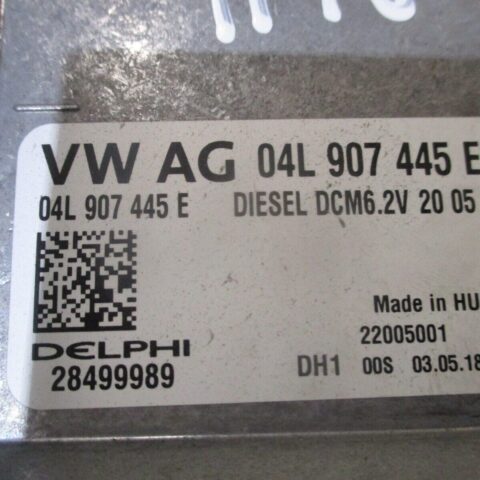 VW AG 04L 907 445 E
04L 907 445 E DIESEL DCM6.2V 20 05
Made in HU
22005001
DELPHI
28499989
DH1 00S 03.05.18